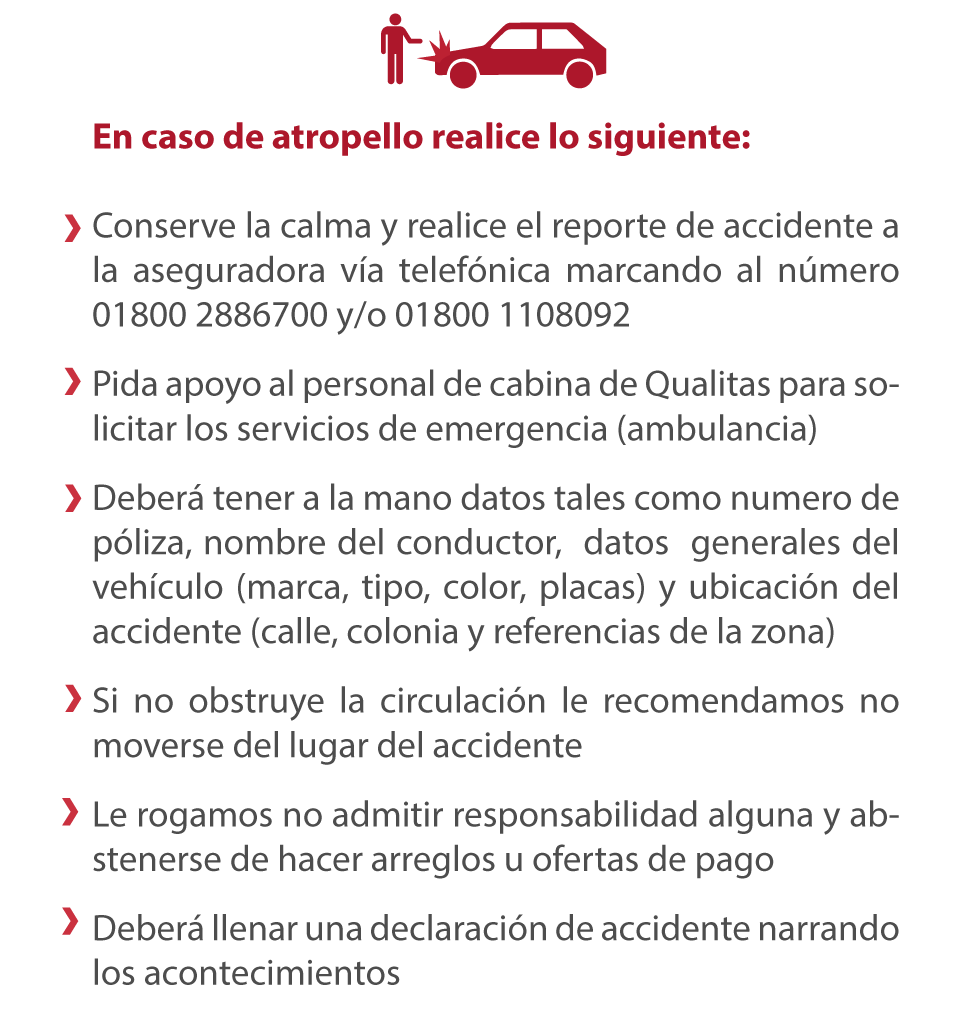 En caso de atropello realice lo siguiente:
Conserve la calma y realice el reporte de accidente a
la aseguradora vía telefónica marcando al número
01800 2886700 y/o 01800 1108092
Pida apoyo al personal de cabina de Qualitas para so-
licitar los servicios de emergencia (ambulancia)
Deberá tener a la mano datos tales como numero de
póliza, nombre del conductor, datos generales del
vehículo (marca, tipo, color, placas) y ubicación del
accidente (calle, colonia y referencias de la zona)
Si no obstruye la circulación le recomendamos no
moverse del lugar del accidente
Le rogamos no admitir responsabilidad alguna y ab-
stenerse de hacer arreglos u ofertas de pago
Deberá llenar una declaración de accidente narrando
los acontecimientos